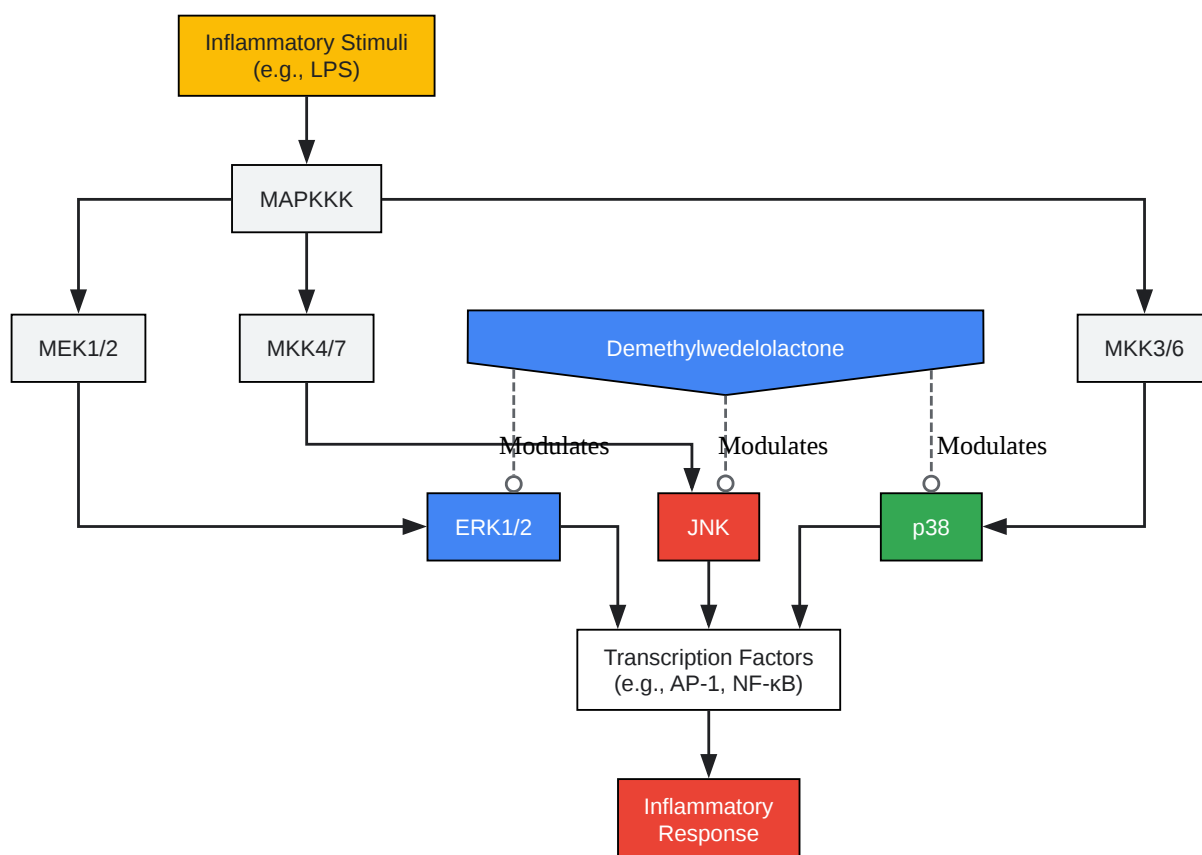 Inflammatory Stimuli
(e.g., LPS)
MAPKKK
MEK1/2
MKK4/7
Demethylwedelolactone
MKK3/6
Modulates
Modulates
Modulates
ERK1/2
JNK
p38
Transcription Factors
(e.g., AP-1, NF-κB)
Inflammatory
Response